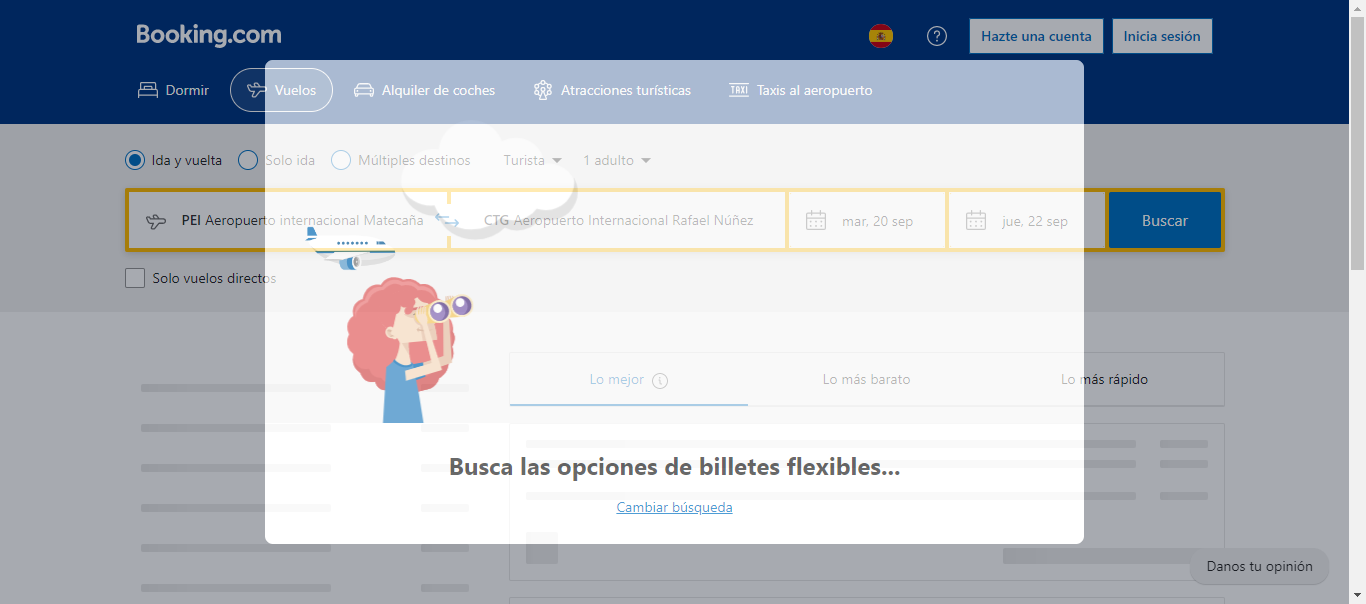 Booking.com
Hazte una cuenta
Inicia sesión
Dormir
Vuelos
Alquiler de coches
Atracciones turísticas
TAXI
Taxis al aeropuerto
Ida y vuelta
Solo ida
Múltiples destinos
Turista
1 adulto
PEI Aeropuerto internacional Matecaña
CTG Aeropuerto Internacional Rafael Núñez
mar, 20 sep
jue, 22 sep
Buscar
Solo vuelos directos
Lo mejor
Lo más barato
Lo más rápido
Busca las opciones de billetes flexibles...
Cambiar búsqueda
Danos tu opinión